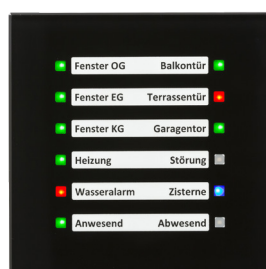 Fenster OG Balkontür
Fenster EG Terrassentür
Fenster KG Garagentor
Heizung Störung
Wasseralarm Zisterne
Anwesend Abwesend